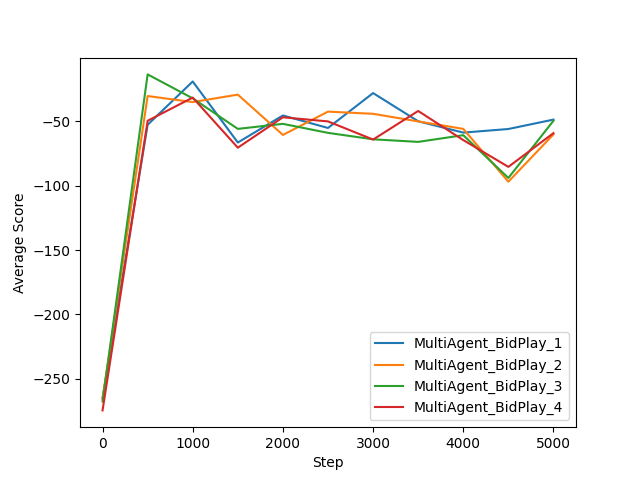 Average Score
−50
−100
−150
−200
−250
0
1000
2000
3000
4000
5000
Step
MultiAgent_BidPlay_1
MultiAgent_BidPlay_2
MultiAgent_BidPlay_3
MultiAgent_BidPlay_4